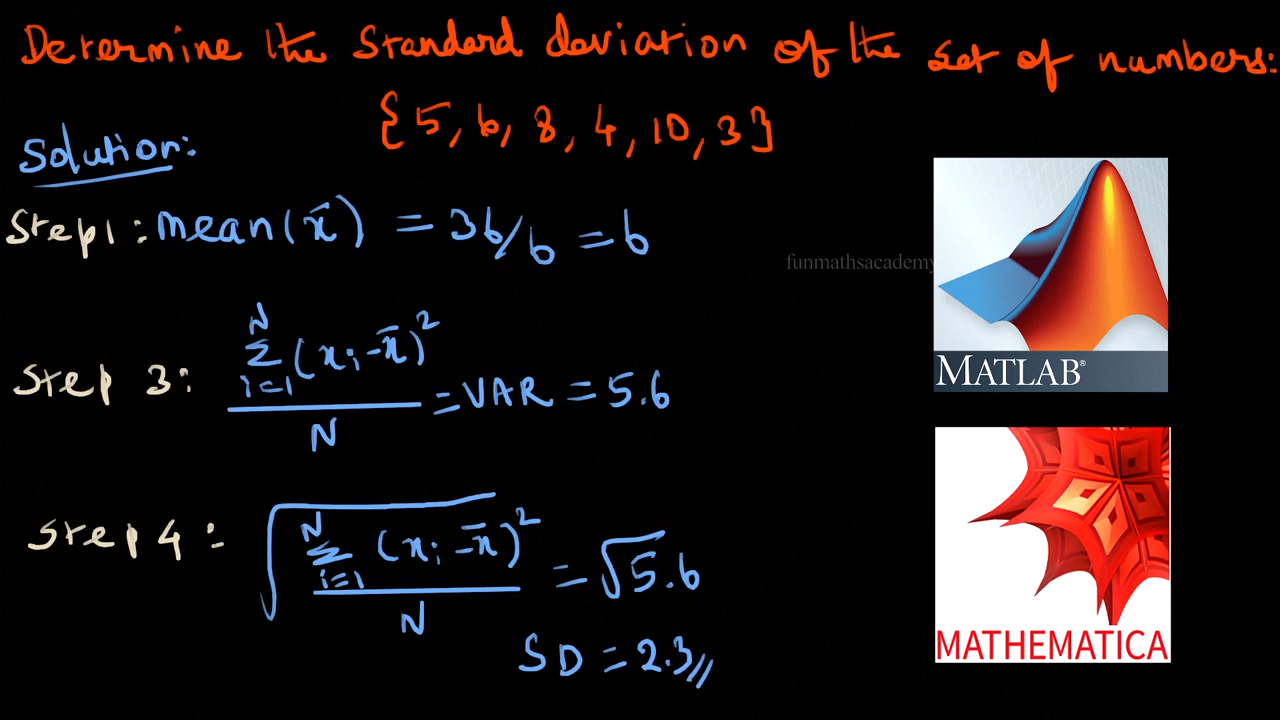 Determine the standard deviation of the set of numbers:
{5, 6, 8, 4, 10, 3}
Solution:
Step1: mean(x̄) = 36/6 = 6
funmathsacademy
MATLAB®
Step 3: N∑i=1 (xi - x̄)² / N = VAR = 5.6
Step 4: √(N∑i=1 (xi - x̄)² / N) = √5.6
SD = 2.3//
MATHEMATICA